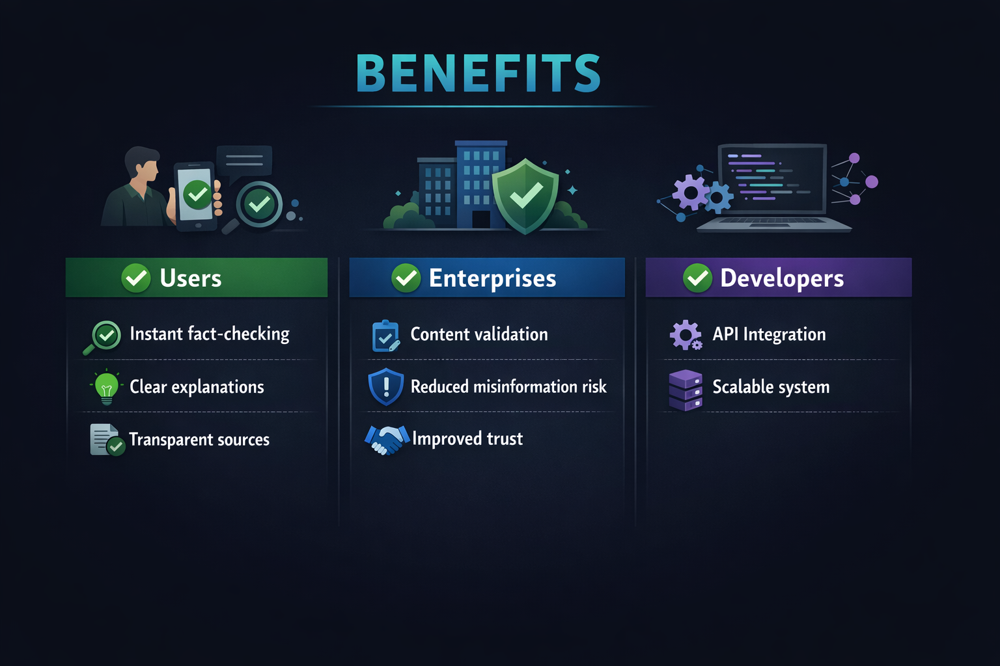 BENEFITS
Users
Instant fact-checking
Clear explanations
Transparent sources
Enterprises
Content validation
Reduced misinformation risk
Improved trust
Developers
API Integration
Scalable system